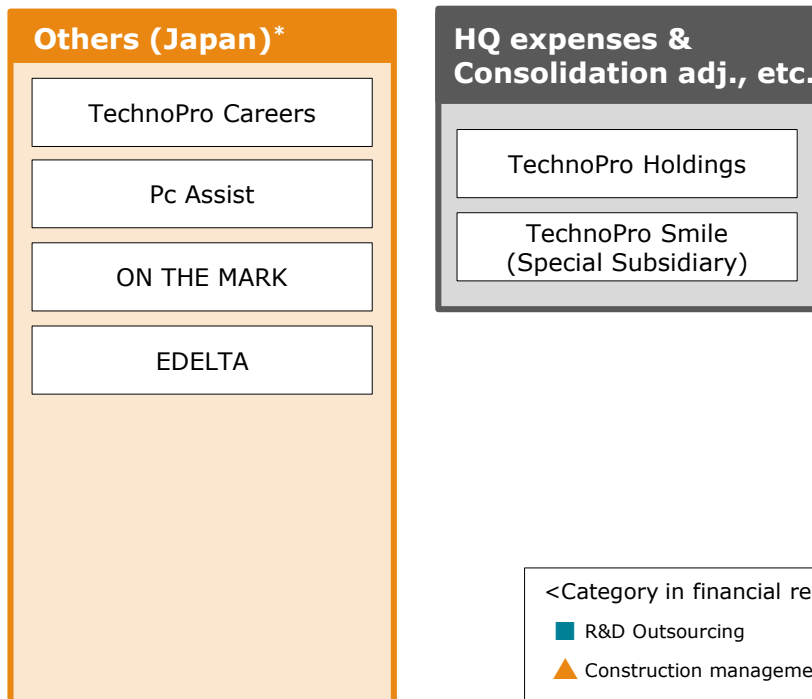 Others (Japan)*
TechnoPro Careers
Pc Assist
ON THE MARK
EDELTA
HQ expenses &
Consolidation adj., etc.
TechnoPro Holdings
TechnoPro Smile
(Special Subsidiary)
<Category in financial re
R&D Outsourcing
Construction manageme